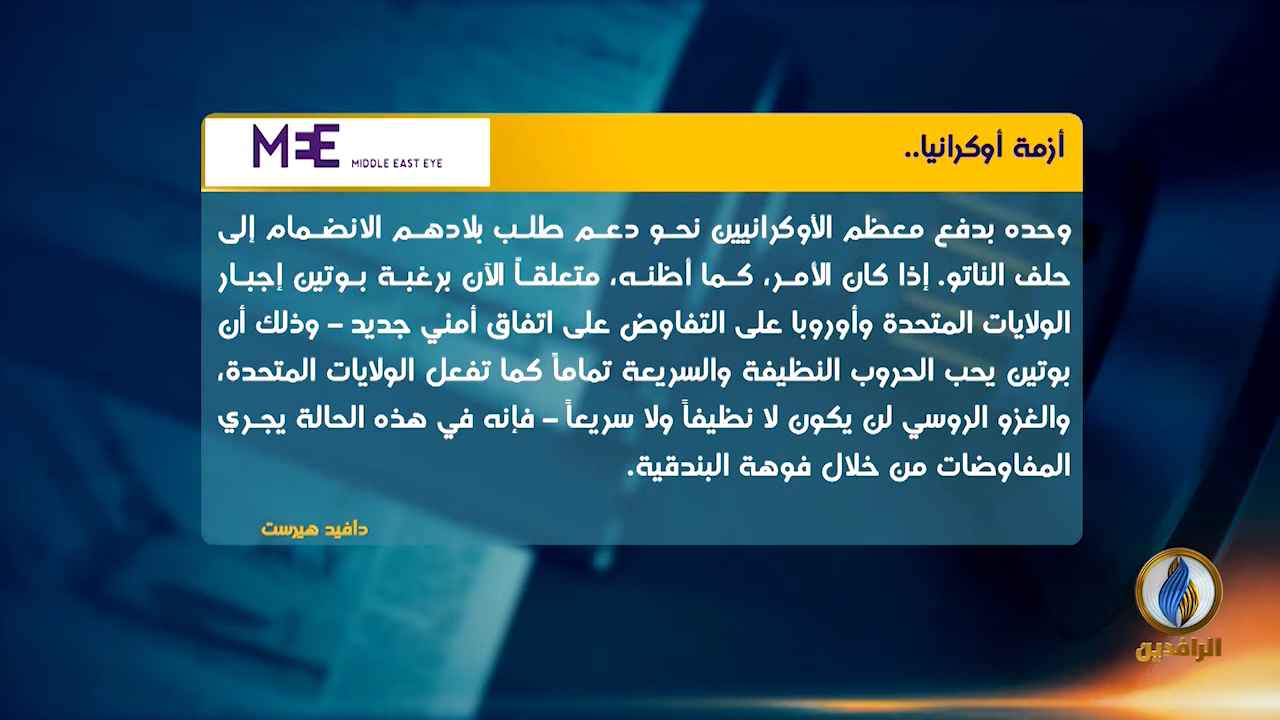 أزمة أوكرانيا..
MEE MIDDLE EAST EYE
وحده بدفع معظم الأوكرانيين نحو دعم طلب بلادهم الانضمام إلى
حلف الناتو. إذا كان الأمر، كما أظنه، متعلقاً الآن برغبة بوتين إجبار
الولايات المتحدة وأوروبا على التفاوض على اتفاق أمني جديد – وذلك أن
بوتين يحب الحروب النظيفة والسريعة تماماً كما تفعل الولايات المتحدة،
والغزو الروسي لن يكون لا نظيفاً ولا سريعاً – فإنه في هذه الحالة يجري
المفاوضات من خلال فوهة البندقية.
دافيد هيرست
الرافدين